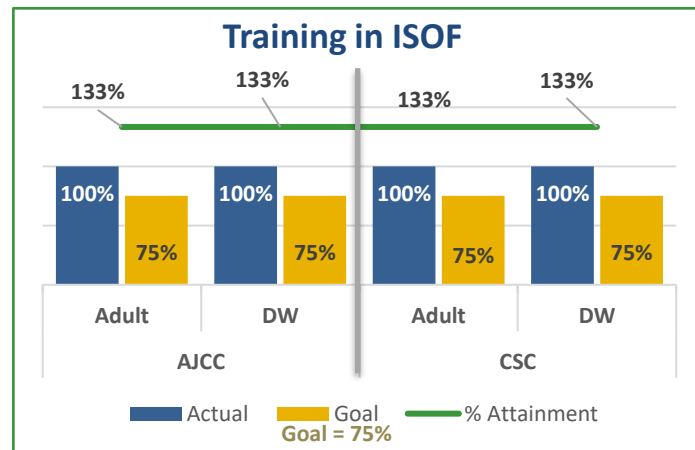 Training in ISOF
133% 133% 133% 133%
100% 75% 100% 75% 100% 75% 100% 75%
Adult DW Adult DW
AJCC CSC
Actual Goal % Attainment
Goal = 75%